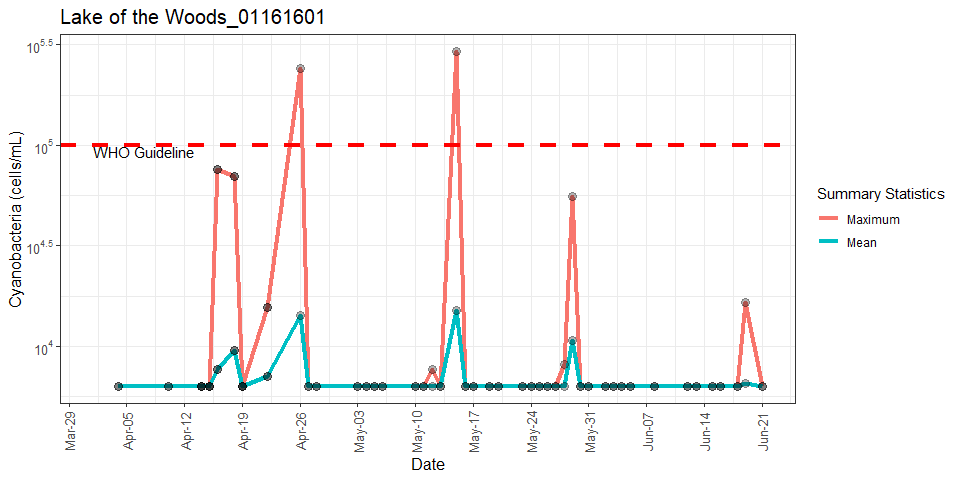 Lake of the Woods_01161601
10^5.5
10^5
10^4.5
10^4
Cyanobacteria (cells/mL)
WHO Guideline
Mar-29
Apr-05
Apr-12
Apr-19
Apr-26
May-03
May-10
May-17
May-24
May-31
Jun-07
Jun-14
Jun-21
Date
Summary Statistics
Maximum
Mean